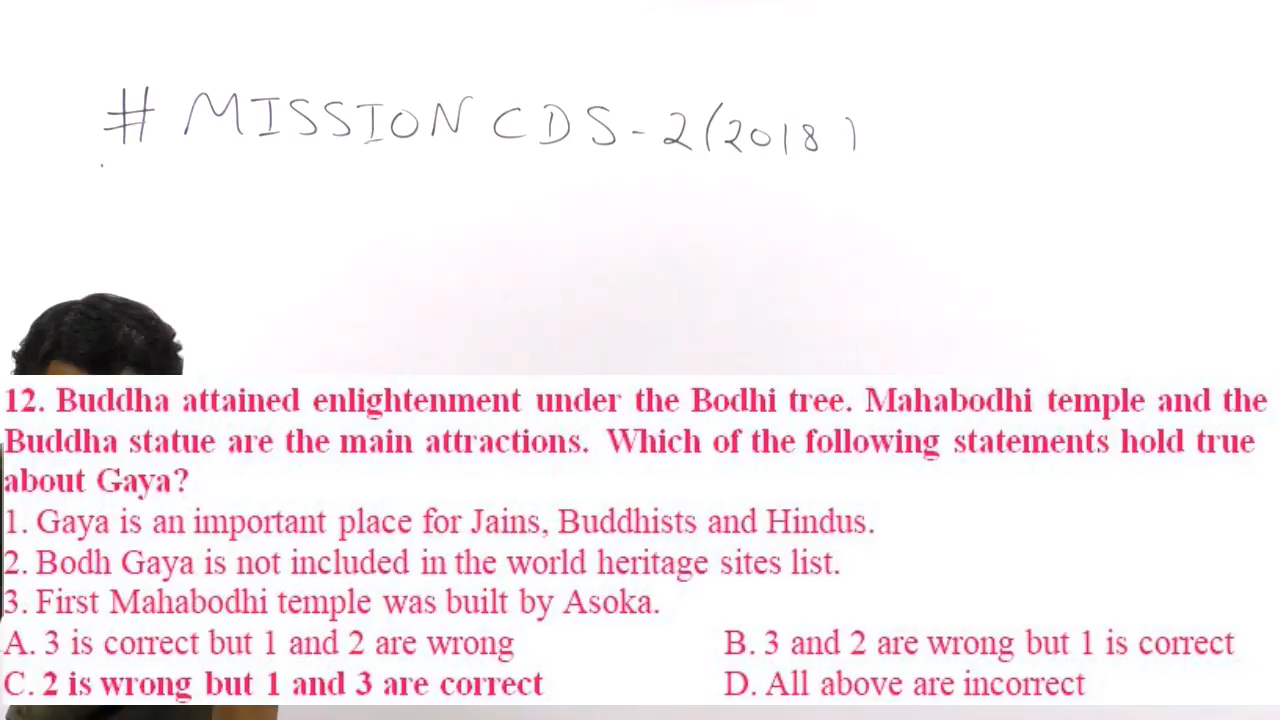 # MISSION CDS-2(2018)
12. Buddha attained enlightenment under the Bodhi tree. Mahabodhi temple and the
Buddha statue are the main attractions. Which of the following statements hold true
about Gaya?
1. Gaya is an important place for Jains, Buddhists and Hindus.
2. Bodh Gaya is not included in the world heritage sites list.
3. First Mahabodhi temple was built by Asoka.
A. 3 is correct but 1 and 2 are wrong
B. 3 and 2 are wrong but 1 is correct
C. 2 is wrong but 1 and 3 are correct
D. All above are incorrect